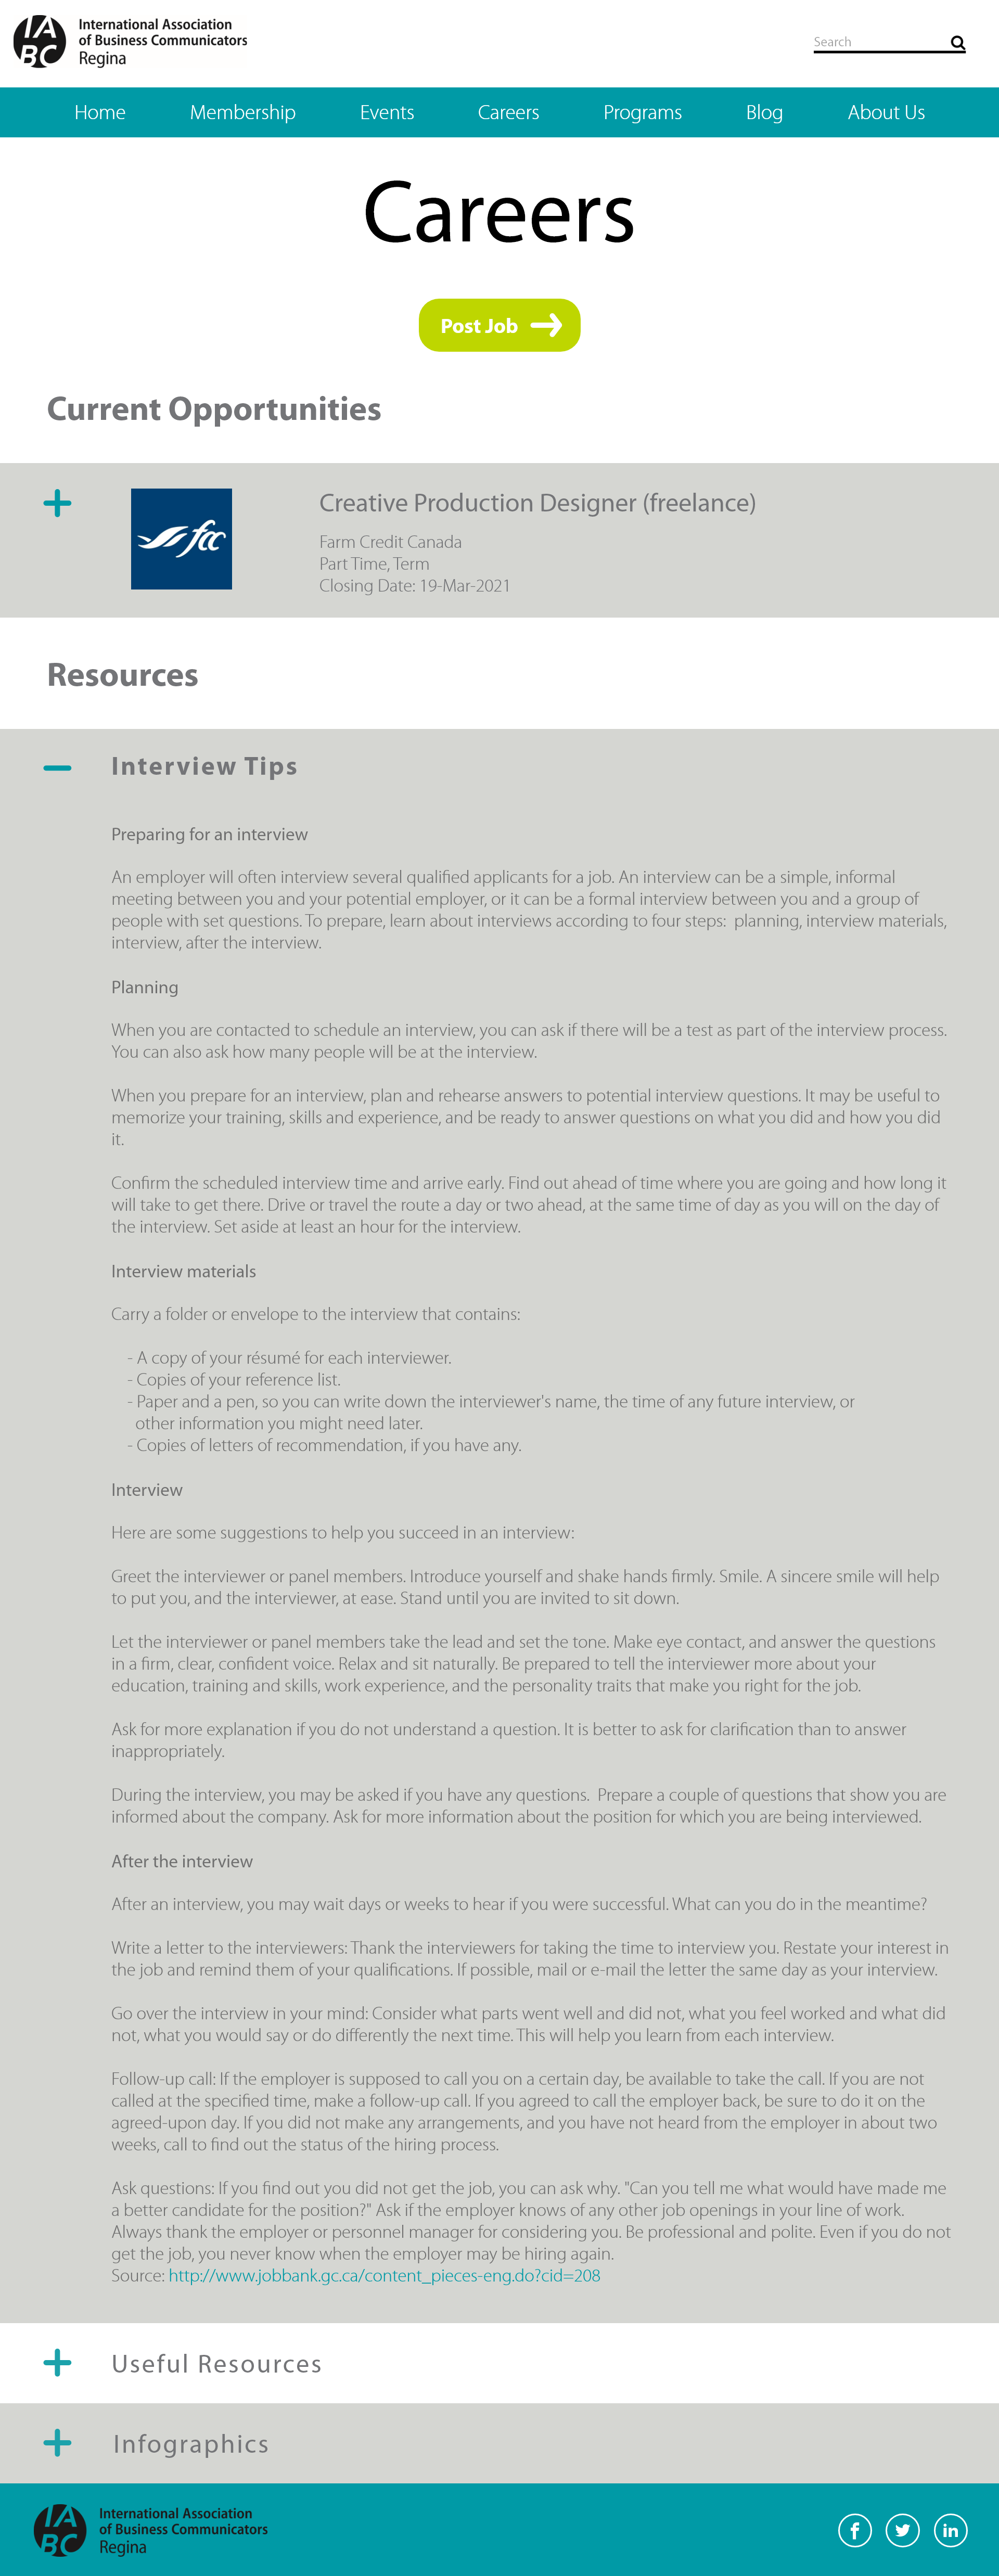 IABC
International Association
of Business Communicators
Regina
Search
Home Membership Events Careers Programs Blog About Us
Careers
Post Job
Current Opportunities
fcc
Creative Production Designer (freelance)
Farm Credit Canada
Part Time, Term
Closing Date: 19-Mar-2021
Resources
Interview Tips
Preparing for an interview
An employer will often interview several qualified applicants for a job. An interview can be a simple, informal
meeting between you and your potential employer, or it can be a formal interview between you and a group of
people with set questions. To prepare, learn about interviews according to four steps:  planning, interview materials,
interview, after the interview.
Planning
When you are contacted to schedule an interview, you can ask if there will be a test as part of the interview process.
You can also ask how many people will be at the interview.
When you prepare for an interview, plan and rehearse answers to potential interview questions. It may be useful to
memorize your training, skills and experience, and be ready to answer questions on what you did and how you did
it.
Confirm the scheduled interview time and arrive early. Find out ahead of time where you are going and how long it
will take to get there. Drive or travel the route a day or two ahead, at the same time of day as you will on the day of
the interview. Set aside at least an hour for the interview.
Interview materials
Carry a folder or envelope to the interview that contains:
- A copy of your résumé for each interviewer.
- Copies of your reference list.
- Paper and a pen, so you can write down the interviewer's name, the time of any future interview, or
other information you might need later.
- Copies of letters of recommendation, if you have any.
Interview
Here are some suggestions to help you succeed in an interview:
Greet the interviewer or panel members. Introduce yourself and shake hands firmly. Smile. A sincere smile will help
to put you, and the interviewer, at ease. Stand until you are invited to sit down.
Let the interviewer or panel members take the lead and set the tone. Make eye contact, and answer the questions
in a firm, clear, confident voice. Relax and sit naturally. Be prepared to tell the interviewer more about your
education, training and skills, work experience, and the personality traits that make you right for the job.
Ask for more explanation if you do not understand a question. It is better to ask for clarification than to answer
inappropriately.
During the interview, you may be asked if you have any questions.  Prepare a couple of questions that show you are
informed about the company. Ask for more information about the position for which you are being interviewed.
After the interview
After an interview, you may wait days or weeks to hear if you were successful. What can you do in the meantime?
Write a letter to the interviewers: Thank the interviewers for taking the time to interview you. Restate your interest in
the job and remind them of your qualifications. If possible, mail or e-mail the letter the same day as your interview.
Go over the interview in your mind: Consider what parts went well and did not, what you feel worked and what did
not, what you would say or do differently the next time. This will help you learn from each interview.
Follow-up call: If the employer is supposed to call you on a certain day, be available to take the call. If you are not
called at the specified time, make a follow-up call. If you agreed to call the employer back, be sure to do it on the
agreed-upon day. If you did not make any arrangements, and you have not heard from the employer in about two
weeks, call to find out the status of the hiring process.
Ask questions: If you find out you did not get the job, you can ask why. "Can you tell me what would have made me
a better candidate for the position?" Ask if the employer knows of any other job openings in your line of work.
Always thank the employer or personnel manager for considering you. Be professional and polite. Even if you do not
get the job, you never know when the employer may be hiring again.
Source: http://www.jobbank.gc.ca/content_pieces-eng.do?cid=208
Useful Resources
Infographics
IABC
International Association
of Business Communicators
Regina
f in